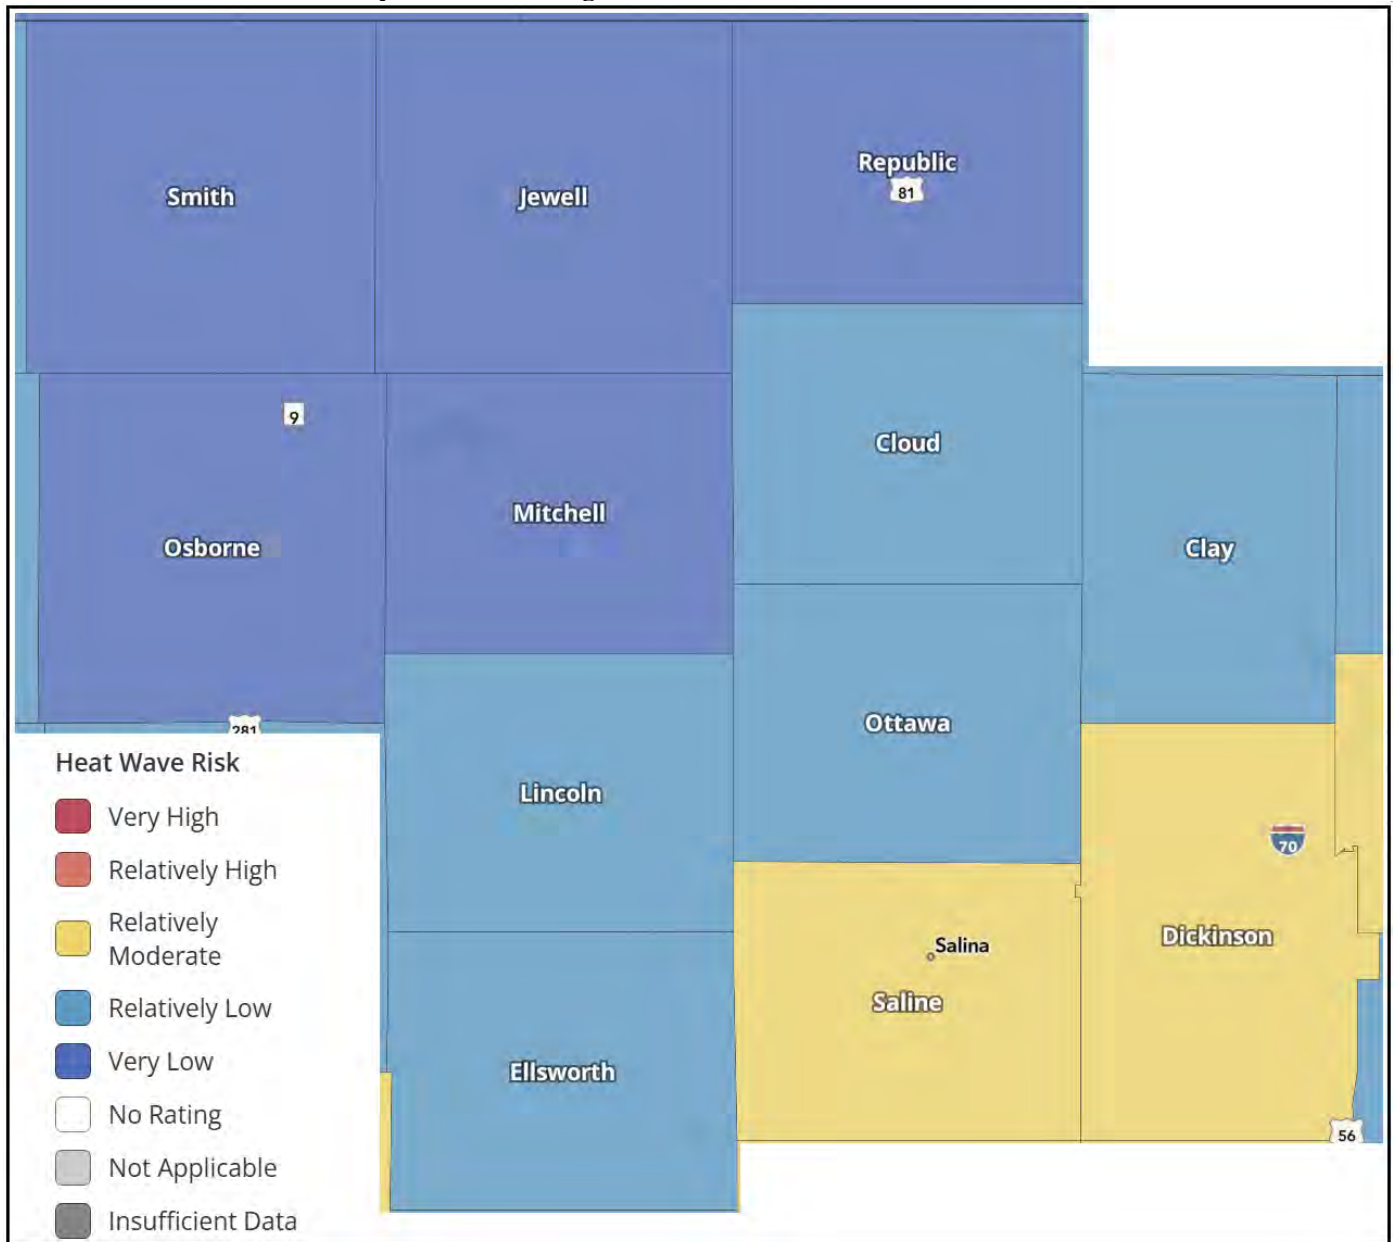 Smith
Jewell
Republic
81
9
Cloud
Mitchell
Osborne
Clay
281
Ottawa
Lincoln
70
Dickinson
Salina
Saline
Ellsworth
56
Heat Wave Risk
Very High
Relatively High
Relatively
Moderate
Relatively Low
Very Low
No Rating
Not Applicable
Insufficient Data